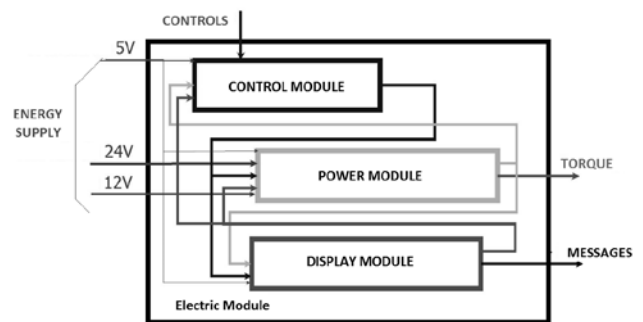 CONTROLS
5V
CONTROL MODULE
ENERGY
SUPPLY
24V
POWER MODULE
TORQUE
12V
DISPLAY MODULE
MESSAGES
Electric Module